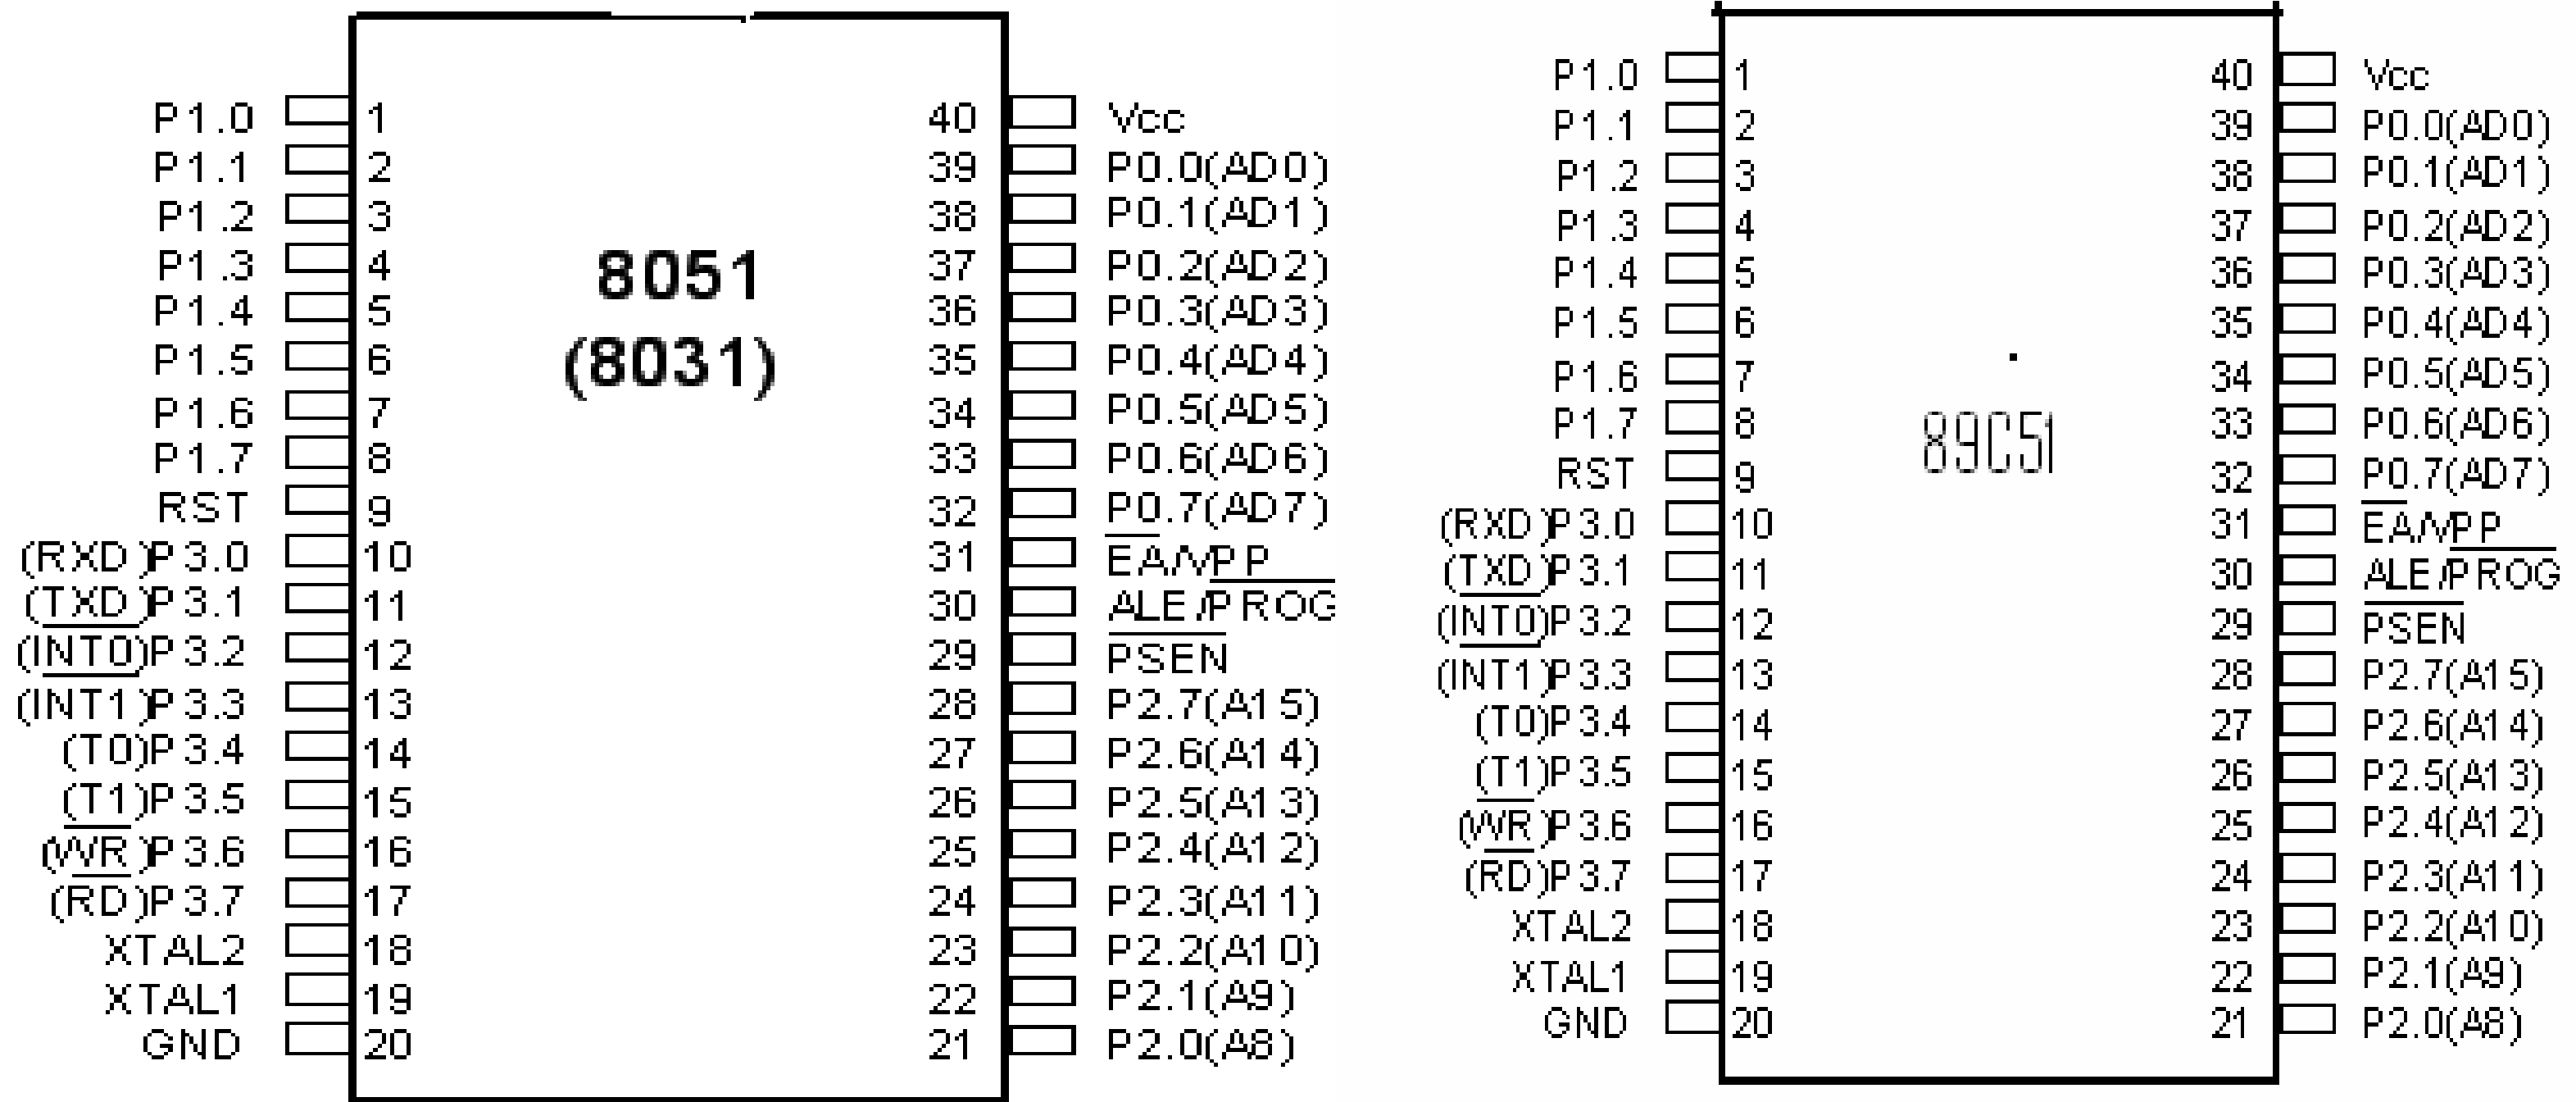 P1.0 1 40 Vcc
P1.1 2 39 P0.0(AD0)
P1.2 3 38 P0.1(AD1)
P1.3 4 8051 37 P0.2(AD2)
P1.4 5 36 P0.3(AD3)
P1.5 6 (8031) 35 P0.4(AD4)
P1.6 7 34 P0.5(AD5)
P1.7 8 33 P0.6(AD6)
RST 9 32 P0.7(AD7)
(RXD)P3.0 10 31 EA/VPP
(TXD)P3.1 11 30 ALE/PROG
(INT0)P3.2 12 29 PSEN
(INT1)P3.3 13 28 P2.7(A15)
(T0)P3.4 14 27 P2.6(A14)
(T1)P3.5 15 26 P2.5(A13)
(WR)P3.6 16 25 P2.4(A12)
(RD)P3.7 17 24 P2.3(A11)
XTAL2 18 23 P2.2(A10)
XTAL1 19 22 P2.1(A9)
GND 20 21 P2.0(A8)
P1.0 1 40 Vcc
P1.1 2 39 P0.0(AD0)
P1.2 3 38 P0.1(AD1)
P1.3 4 37 P0.2(AD2)
P1.4 5 36 P0.3(AD3)
P1.5 6 35 P0.4(AD4)
P1.6 7 34 P0.5(AD5)
P1.7 8 89C51 33 P0.6(AD6)
RST 9 32 P0.7(AD7)
(RXD)P3.0 10 31 EA/VPP
(TXD)P3.1 11 30 ALE/PROG
(INT0)P3.2 12 29 PSEN
(INT1)P3.3 13 28 P2.7(A15)
(T0)P3.4 14 27 P2.6(A14)
(T1)P3.5 15 26 P2.5(A13)
(WR)P3.6 16 25 P2.4(A12)
(RD)P3.7 17 24 P2.3(A11)
XTAL2 18 23 P2.2(A10)
XTAL1 19 22 P2.1(A9)
GND 20 21 P2.0(A8)